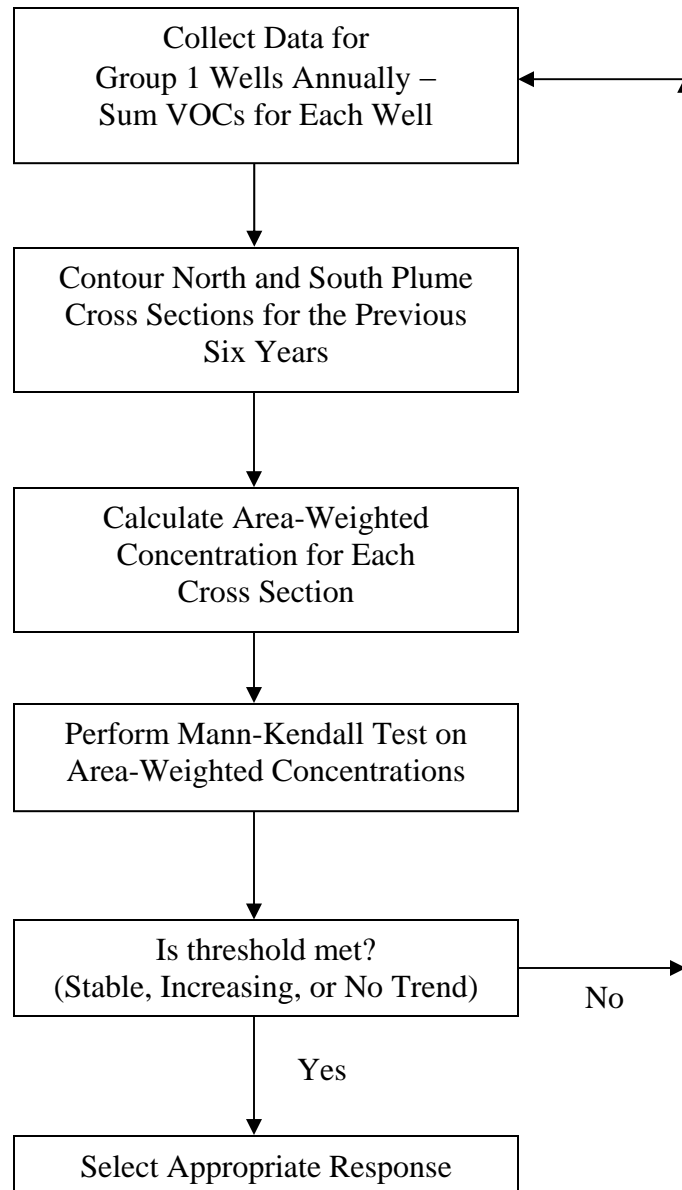 Collect Data for
Group 1 Wells Annually –
Sum VOCs for Each Well
Contour North and South Plume
Cross Sections for the Previous
Six Years
Calculate Area-Weighted
Concentration for Each
Cross Section
Perform Mann-Kendall Test on
Area-Weighted Concentrations
Is threshold met?
(Stable, Increasing, or No Trend)
No
Yes
Select Appropriate Response